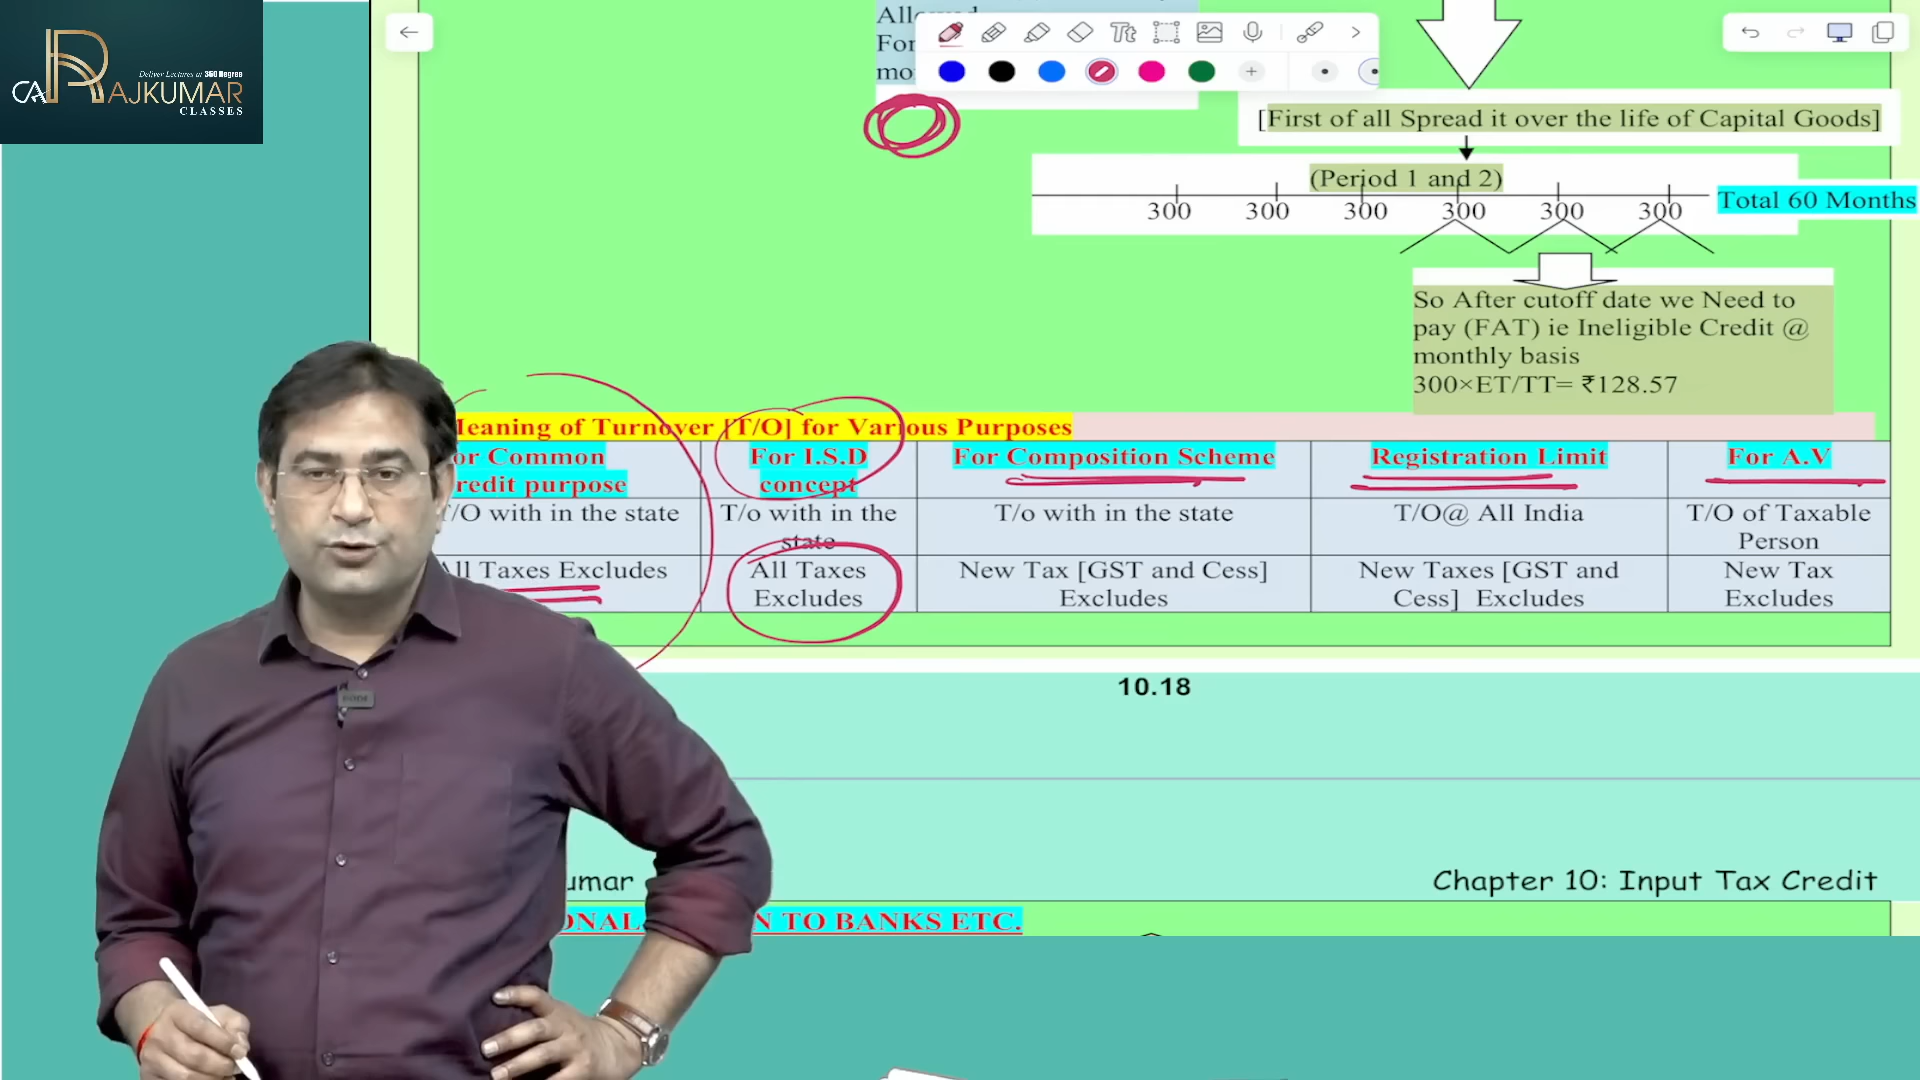 Deliver Lectures at 360 Degree
CA RAJKUMAR
CLASSES
For
mo
Tt
[First of all Spread it over the life of Capital Goods]
(Period 1 and 2)
300 300 300 300 300 300
Total 60 Months
So After cutoff date we Need to
pay (FAT) ie Ineligible Credit @
monthly basis
300×ET/TT= ₹128.57
Meaning of Turnover [T/O] for Various Purposes
or Common
redit purpose
For I.S.D
concept
For Composition Scheme
Registration Limit
For A.V
T/O with in the state
T/o with in the
state
T/o with in the state
T/O@ All India
T/O of Taxable
Person
All Taxes Excludes
All Taxes
Excludes
New Tax [GST and Cess]
Excludes
New Taxes [GST and
Cess] Excludes
New Tax
Excludes
10.18
umar
Chapter 10: Input Tax Credit
ONAL
N TO BANKS ETC.